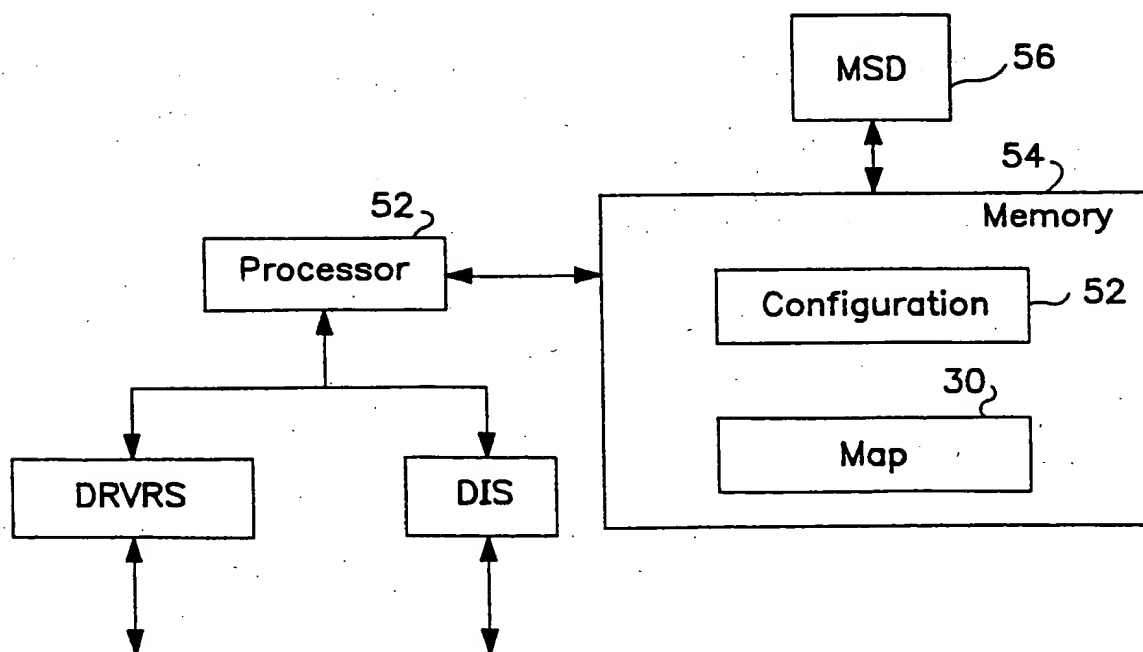 MSD
56
54
Memory
52
Processor
Configuration
52
30
Map
DRVRS
DIS